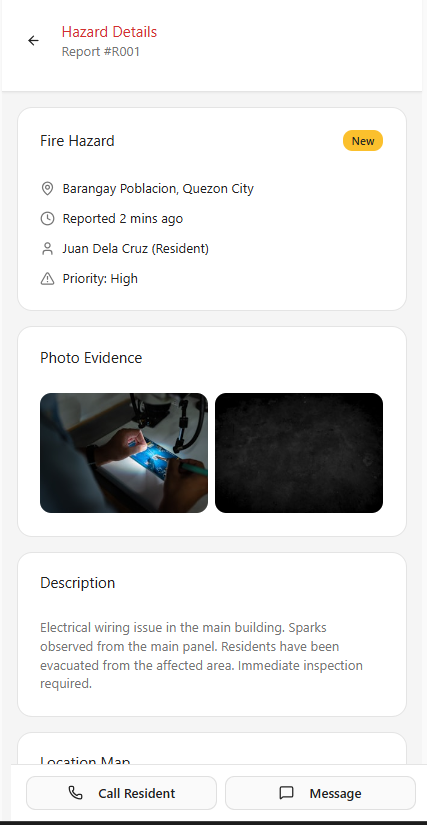 Hazard Details
Report #R001
Fire Hazard
New
Barangay Poblacion, Quezon City
Reported 2 mins ago
Juan Dela Cruz (Resident)
Priority: High
Photo Evidence
Description
Electrical wiring issue in the main building. Sparks
observed from the main panel. Residents have been
evacuated from the affected area. Immediate inspection
required.
Location Map
Call Resident
Message